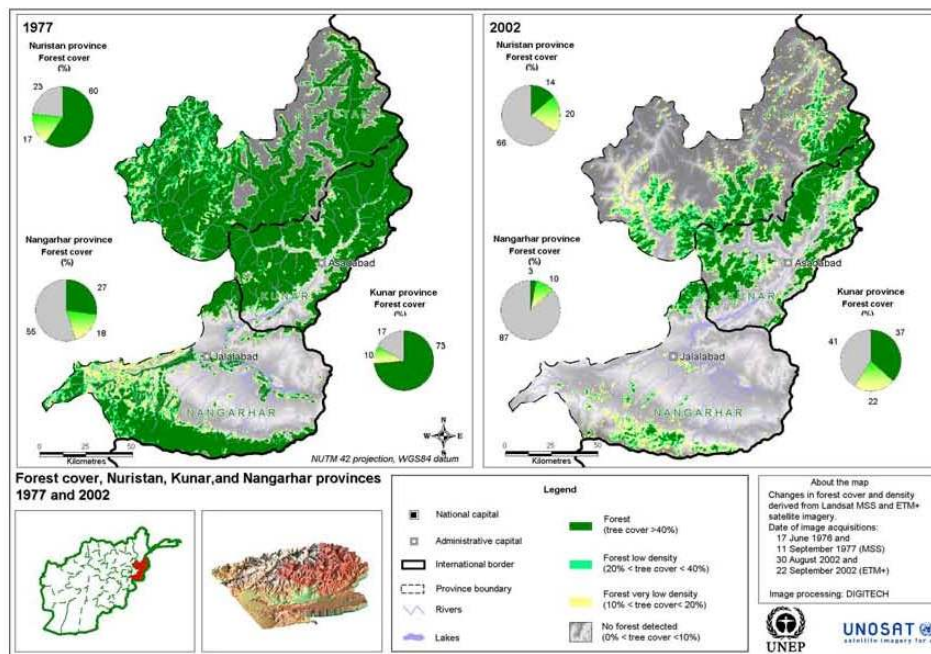 1977
Nuristan province
Forest cover
(%)
23
60
17
NURISTAN
Nangarhar province
Forest cover
(%)
27
55
18
Asadabad
KUNAR
Kunar province
Forest cover
(%)
17
10
73
Jalalabad
NANGARHAR
0 25 50
Kilometres
W E
S
NUTM 42 projection, WGS84 datum
2002
Nuristan province
Forest cover
(%)
14
20
66
Nangarhar province
Forest cover
(%)
3
10
87
Asadabad
KUNAR
Kunar province
Forest cover
(%)
41
37
22
Jalalabad
NANGARHAR
0 25 50
Kilometres
Forest cover, Nuristan, Kunar,and Nangarhar provinces
1977 and 2002
Legend
National capital
Administrative capital
International border
Province boundary
Rivers
Lakes
Forest
(tree cover >40%)
Forest low density
(20% < tree cover < 40%)
Forest very low density
(10% < tree cover< 20%)
No forest detected
(0% < tree cover <10%)
About the map
Changes in forest cover and density
derived from Landsat MSS and ETM+
satellite imagery.
Date of image acquisitions:
17 June 1976 and
11 September 1977 (MSS)
30 August 2002 and
22 September 2002 (ETM+)
Image processing: DIGITECH
UNEP
UNOSAT
satellite imagery for